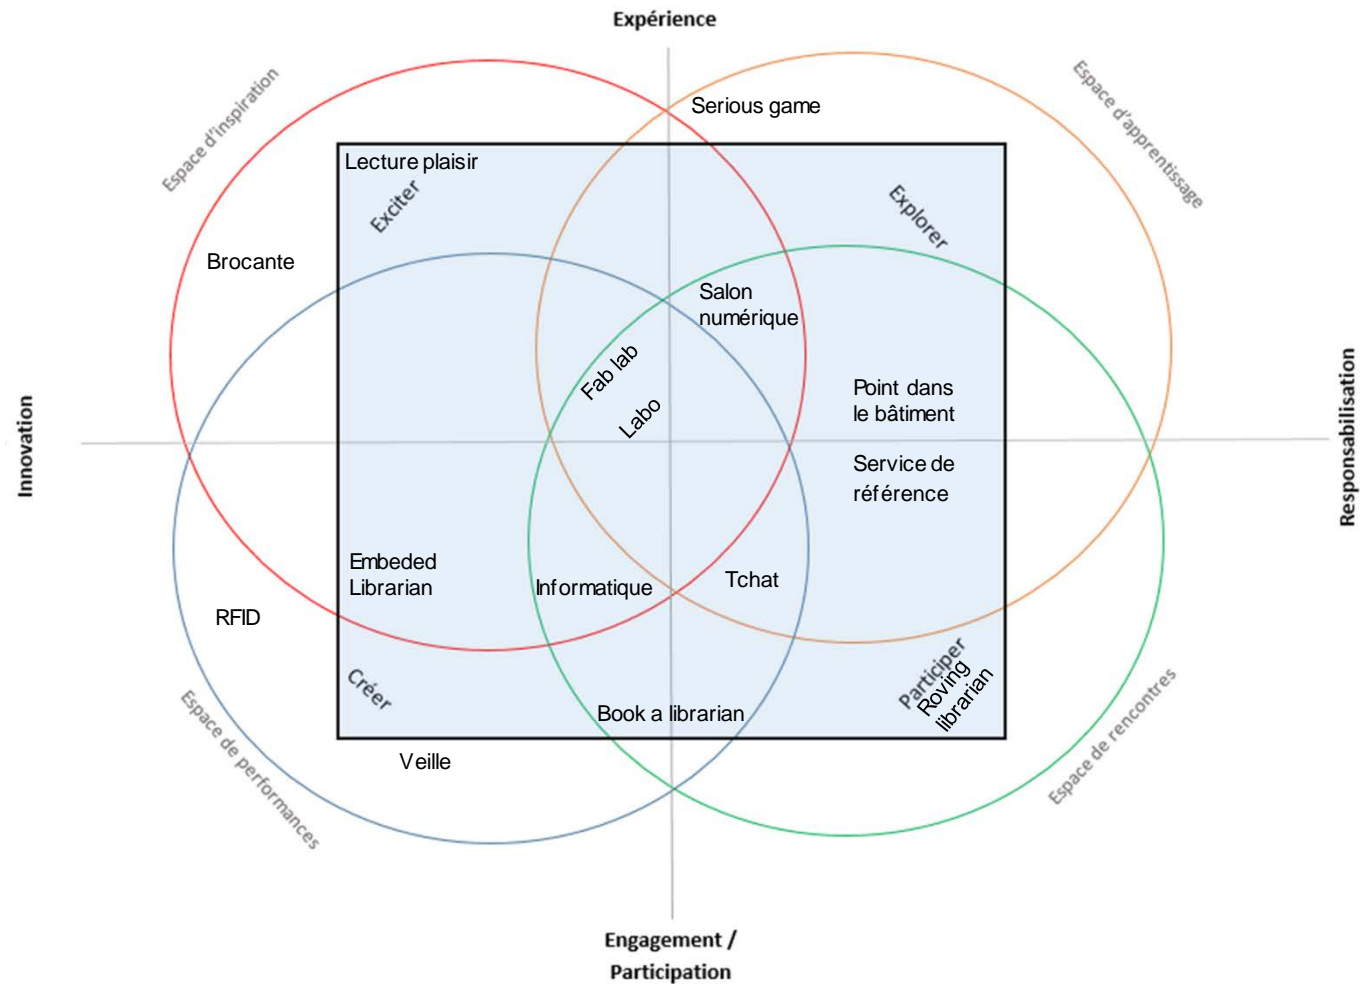 Expérience
Espace d'inspiration
Espace d'apprentissage
Serious game
Lecture plaisir
Exciter
Explorer
Brocante
Salon
numérique
Fab lab
Labo
Point dans
le bâtiment
Innovation
Responsabilisation
Service de
référence
Embeded
Librarian
Informatique
Tchat
RFID
Créer
Participer
Roving
librarian
Book a librarian
Veille
Espace de performances
Espace de rencontres
Engagement /
Participation